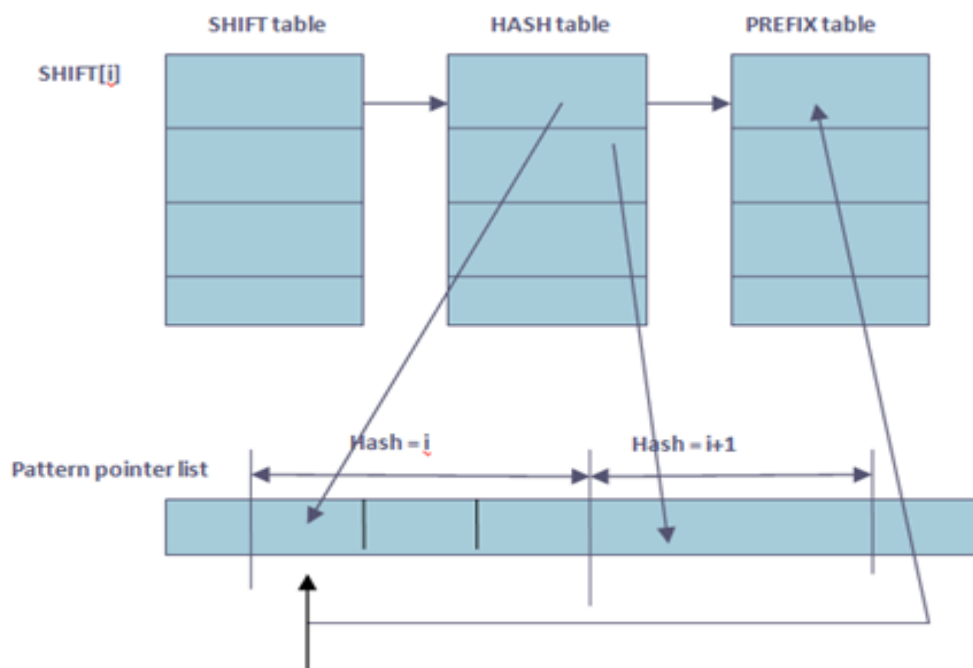 SHIFT table
HASH table
PREFIX table
SHIFT[i]
Hash = i
Hash = i+1
Pattern pointer list